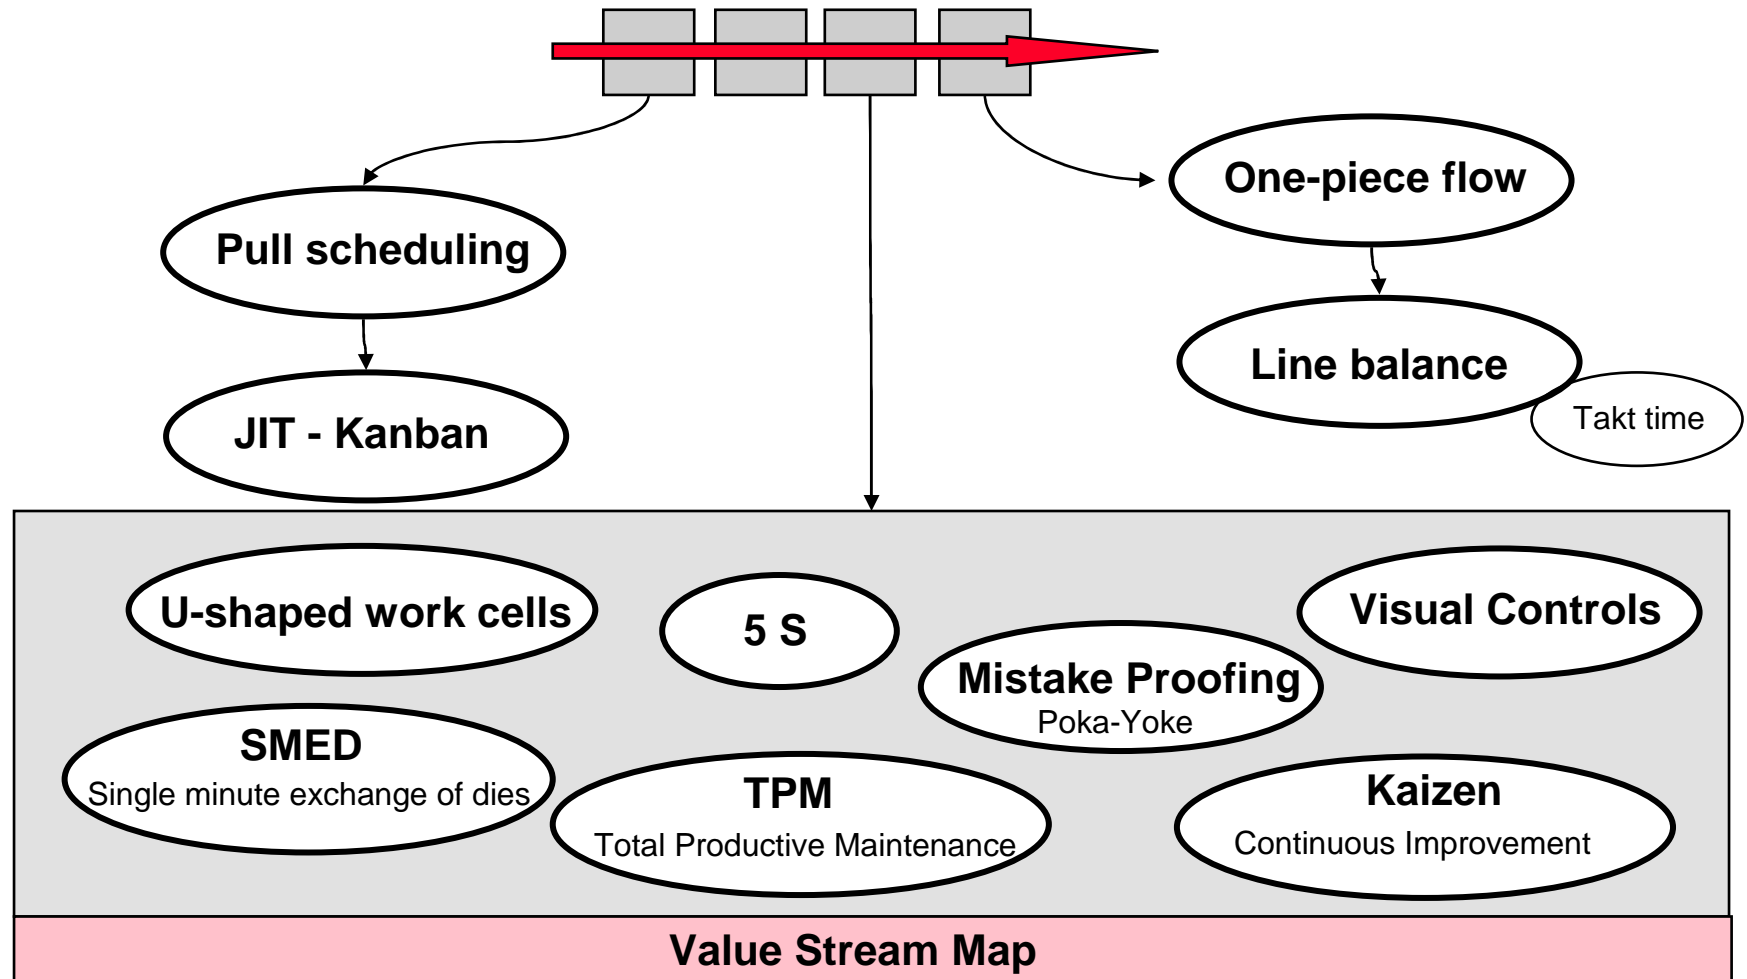 One-piece flow
Pull scheduling
Line balance
Takt time
JIT - Kanban
U-shaped work cells
5 S
Visual Controls
Mistake Proofing
Poka-Yoke
SMED
Single minute exchange of dies
TPM
Total Productive Maintenance
Kaizen
Continuous Improvement
Value Stream Map